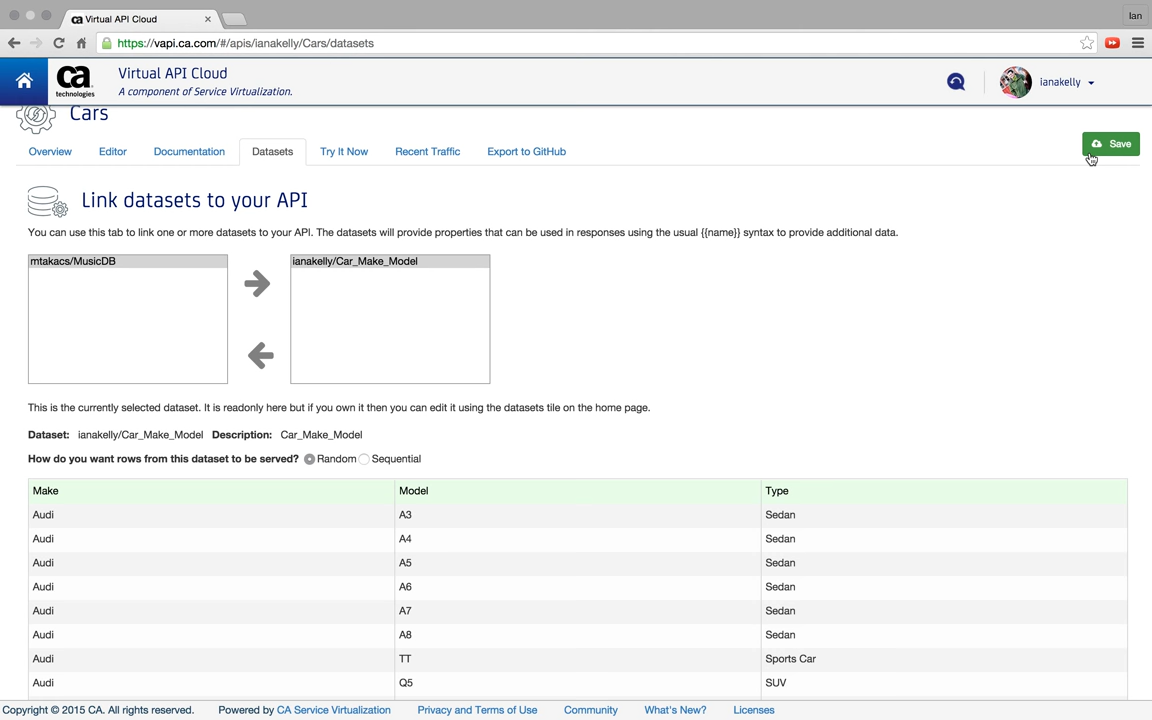 Virtual API Cloud
Ian
https://vapi.ca.com/#/apis/ianakelly/Cars/datasets
ca technologies
Virtual API Cloud
A component of Service Virtualization.
ianakelly
Cars
Overview Editor Documentation Datasets Try It Now Recent Traffic Export to GitHub
Save
Link datasets to your API
You can use this tab to link one or more datasets to your API. The datasets will provide properties that can be used in responses using the usual {{name}} syntax to provide additional data.
mtakacs/MusicDB
ianakelly/Car_Make_Model
This is the currently selected dataset. It is readonly here but if you own it then you can edit it using the datasets tile on the home page.
Dataset: ianakelly/Car_Make_Model Description: Car_Make_Model
How do you want rows from this dataset to be served? Random Sequential
Make Model Type
Audi A3 Sedan
Audi A4 Sedan
Audi A5 Sedan
Audi A6 Sedan
Audi A7 Sedan
Audi A8 Sedan
Audi TT Sports Car
Audi Q5 SUV
Copyright © 2015 CA. All rights reserved. Powered by CA Service Virtualization Privacy and Terms of Use Community What's New? Licenses